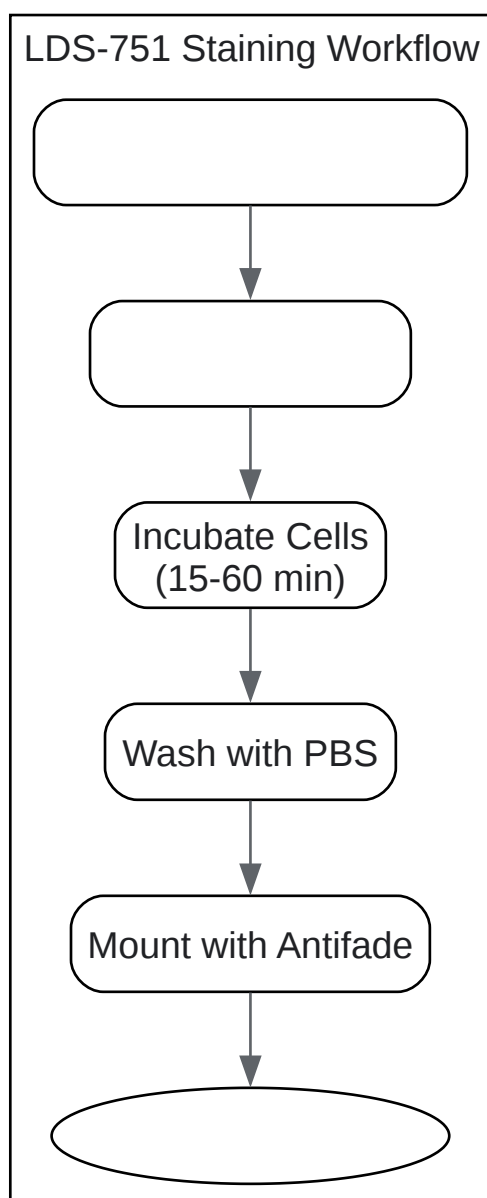 LDS-751 Staining Workflow
Incubate Cells
(15-60 min)
Wash with PBS
Mount with Antifade